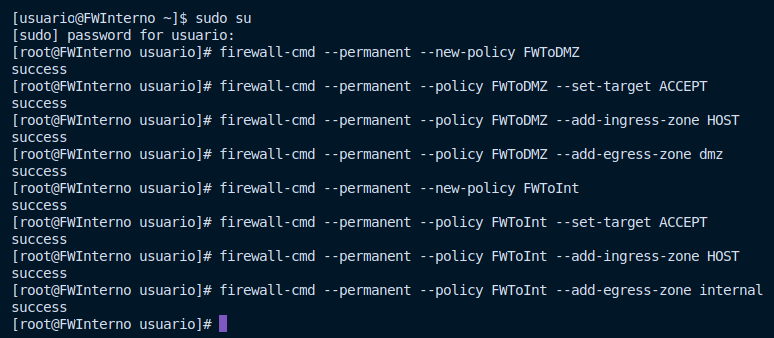 [usuario@FWInterno ~]$ sudo su
[sudo] password for usuario:
[root@FWInterno usuario]# firewall-cmd --permanent --new-policy FWToDMZ
success
[root@FWInterno usuario]# firewall-cmd --permanent --policy FWToDMZ --set-target ACCEPT
success
[root@FWInterno usuario]# firewall-cmd --permanent --policy FWToDMZ --add-ingress-zone HOST
success
[root@FWInterno usuario]# firewall-cmd --permanent --policy FWToDMZ --add-egress-zone dmz
success
[root@FWInterno usuario]# firewall-cmd --permanent --new-policy FWToInt
success
[root@FWInterno usuario]# firewall-cmd --permanent --policy FWToInt --set-target ACCEPT
success
[root@FWInterno usuario]# firewall-cmd --permanent --policy FWToInt --add-ingress-zone HOST
success
[root@FWInterno usuario]# firewall-cmd --permanent --policy FWToInt --add-egress-zone internal
success
[root@FWInterno usuario]#